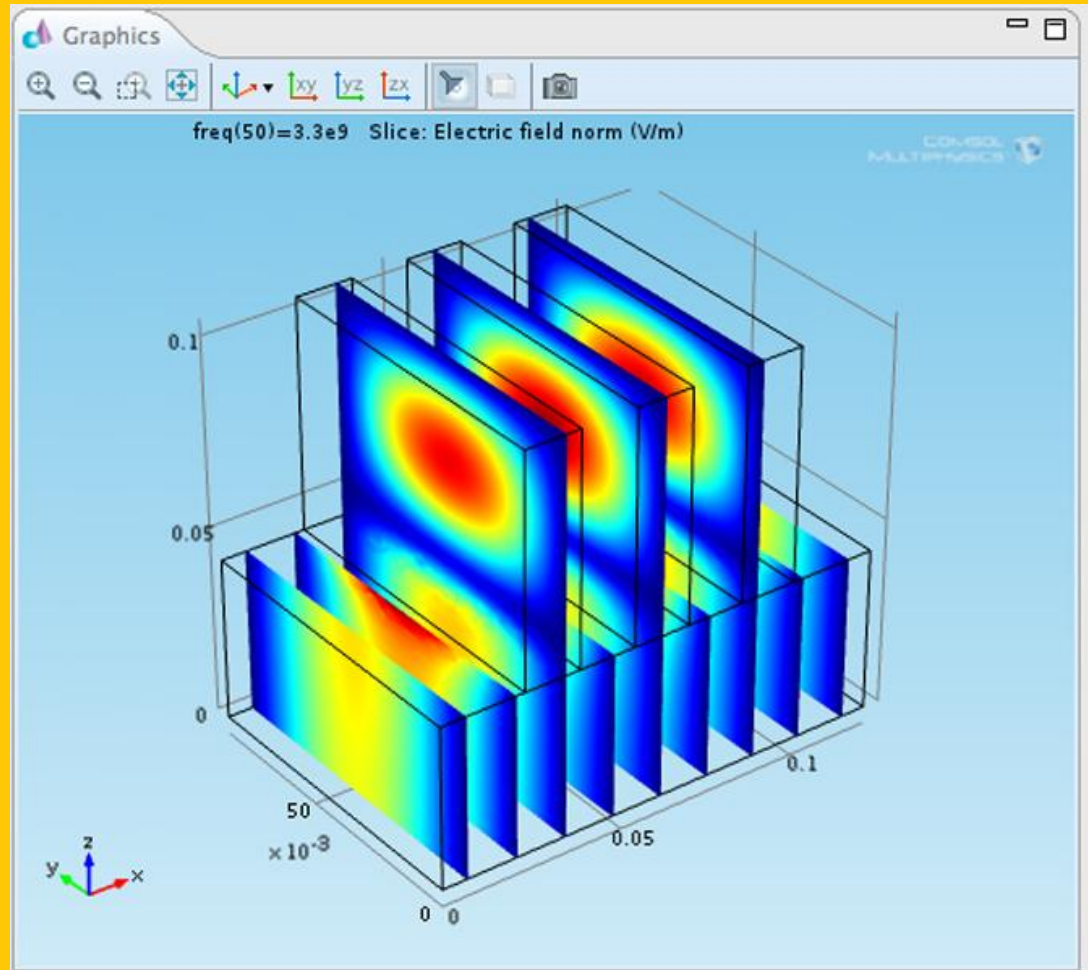 Graphics
xy yz zx
freq(50)=3.3e9 Slice: Electric field norm (V/m)
COMSOL
MULTIPHYSICS
0.1
0.05
0
0.1
50
×10⁻³
0.05
z
y
x
0 0